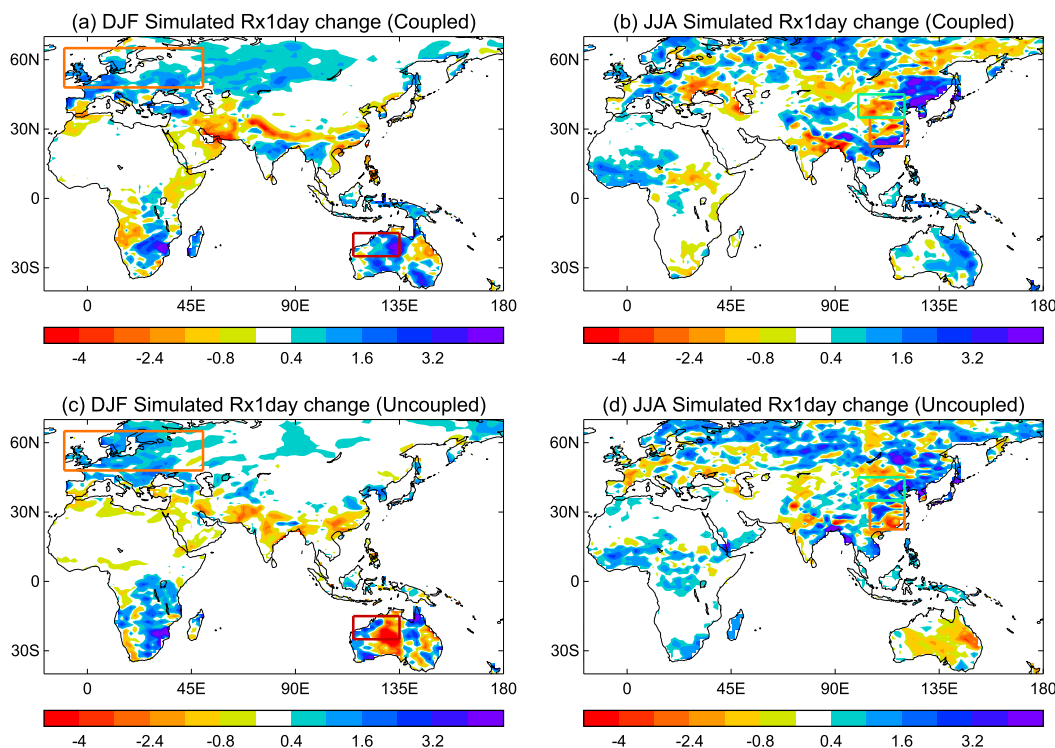 (a) DJF Simulated Rx1day change (Coupled)
(b) JJA Simulated Rx1day change (Coupled)
60N
30N
0
30S
0 45E 90E 135E 180
60N
30N
0
30S
0 45E 90E 135E 180
-4 -2.4 -0.8 0.4 1.6 3.2
-4 -2.4 -0.8 0.4 1.6 3.2
(c) DJF Simulated Rx1day change (Uncoupled)
(d) JJA Simulated Rx1day change (Uncoupled)
60N
30N
0
30S
0 45E 90E 135E 180
60N
30N
0
30S
0 45E 90E 135E 180
-4 -2.4 -0.8 0.4 1.6 3.2
-4 -2.4 -0.8 0.4 1.6 3.2